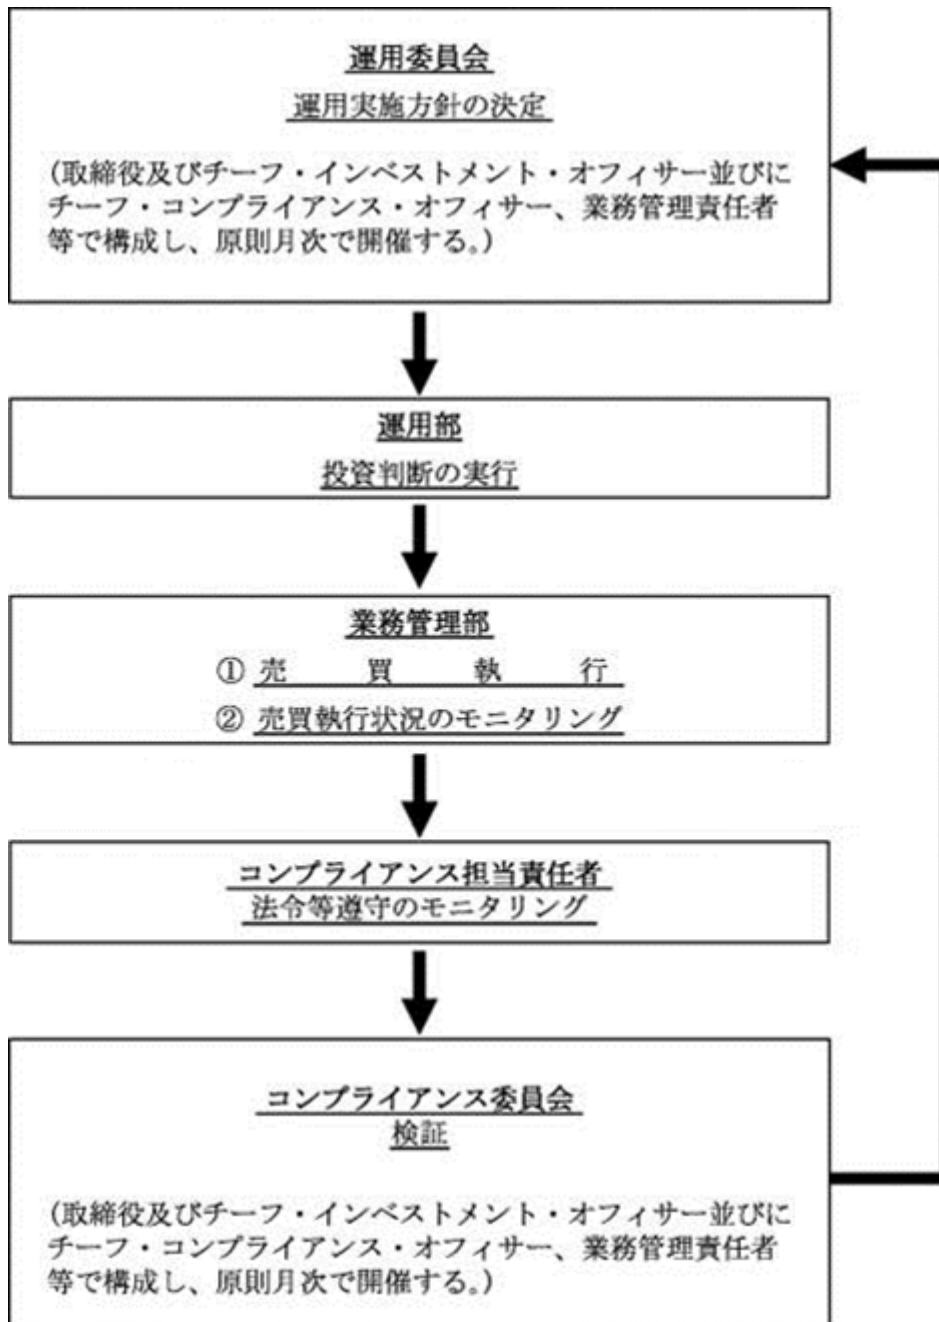 運用委員会
運用実施方針の決定
（取締役及びチーフ・インベストメント・オフィサー並びに
チーフ・コンプライアンス・オフィサー、業務管理責任者
等で構成し、原則月次で開催する。）
運用部
投資判断の実行
業務管理部
① 売買執行
② 売買執行状況のモニタリング
コンプライアンス担当責任者
法令等遵守のモニタリング
コンプライアンス委員会
検証
（取締役及びチーフ・インベストメント・オフィサー並びに
チーフ・コンプライアンス・オフィサー、業務管理責任者
等で構成し、原則月次で開催する。）